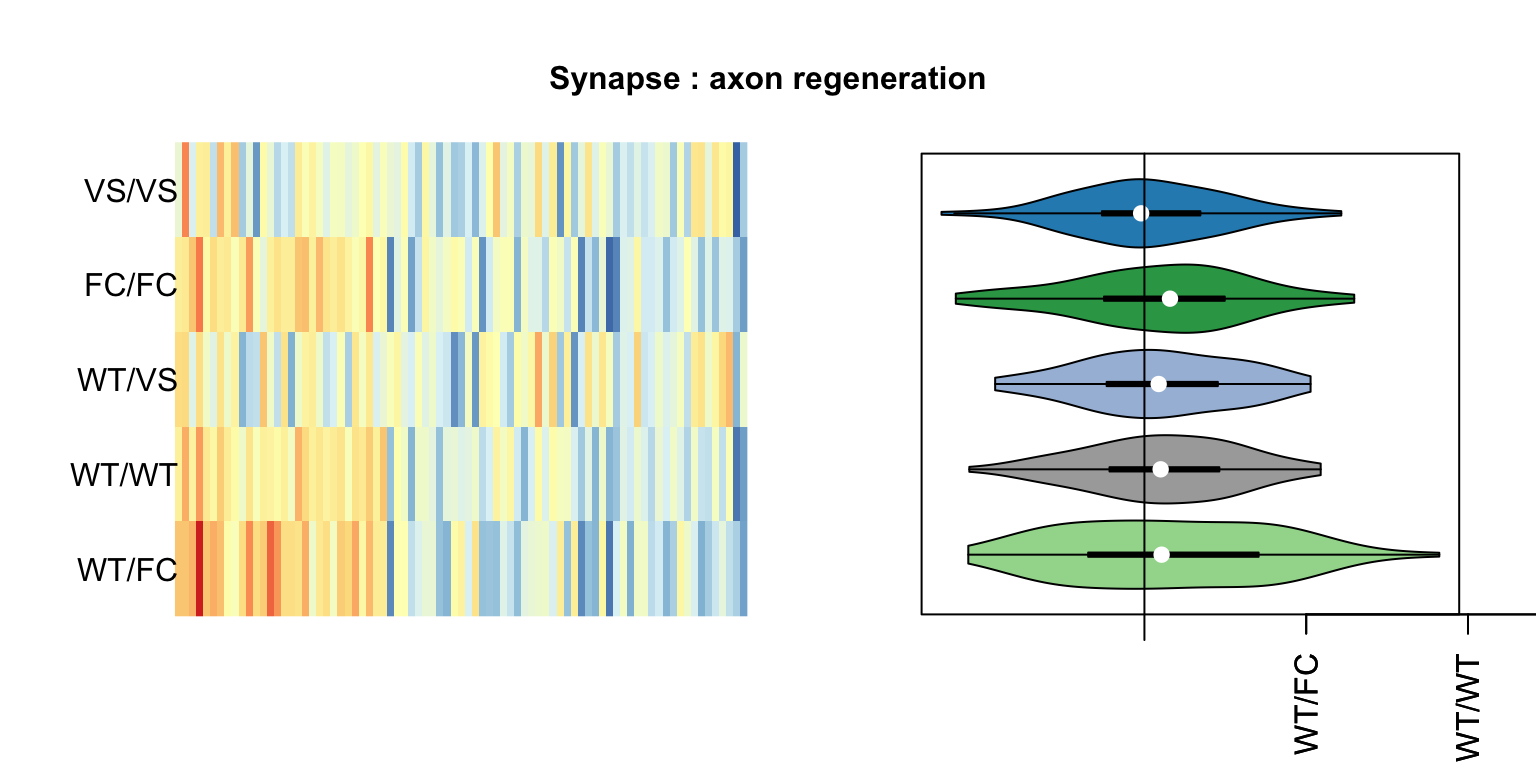 Synapse : axon regeneration
VS/VS
FC/FC
WT/VS
WT/WT
WT/FC
WT/FC
WT/WT